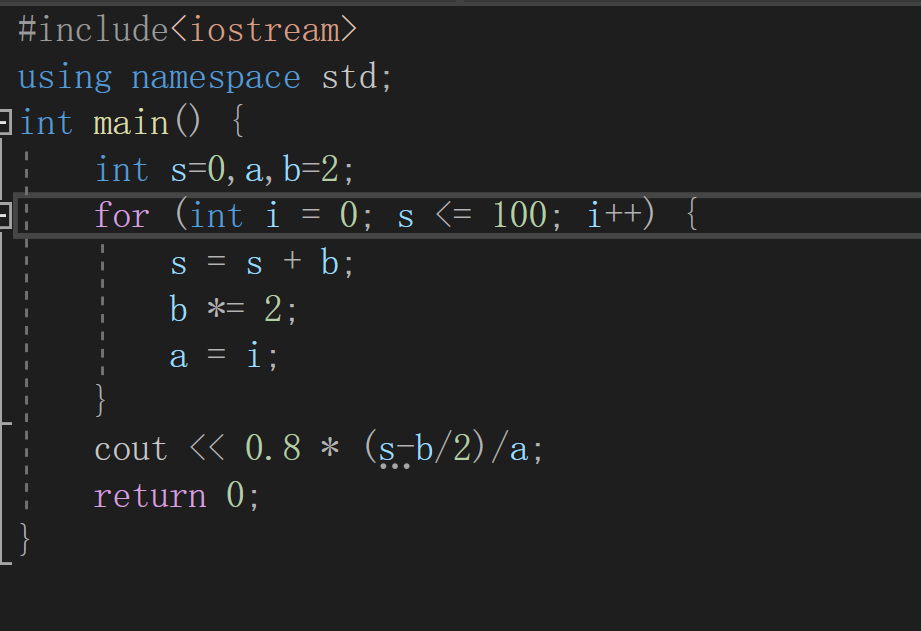 #include<iostream>
using namespace std;
int main() {
    int s=0,a,b=2;
    for (int i = 0; s <= 100; i++) {
        s = s + b;
        b *= 2;
        a = i;
    }
    cout << 0.8 * (s-b/2)/a;
    return 0;
}